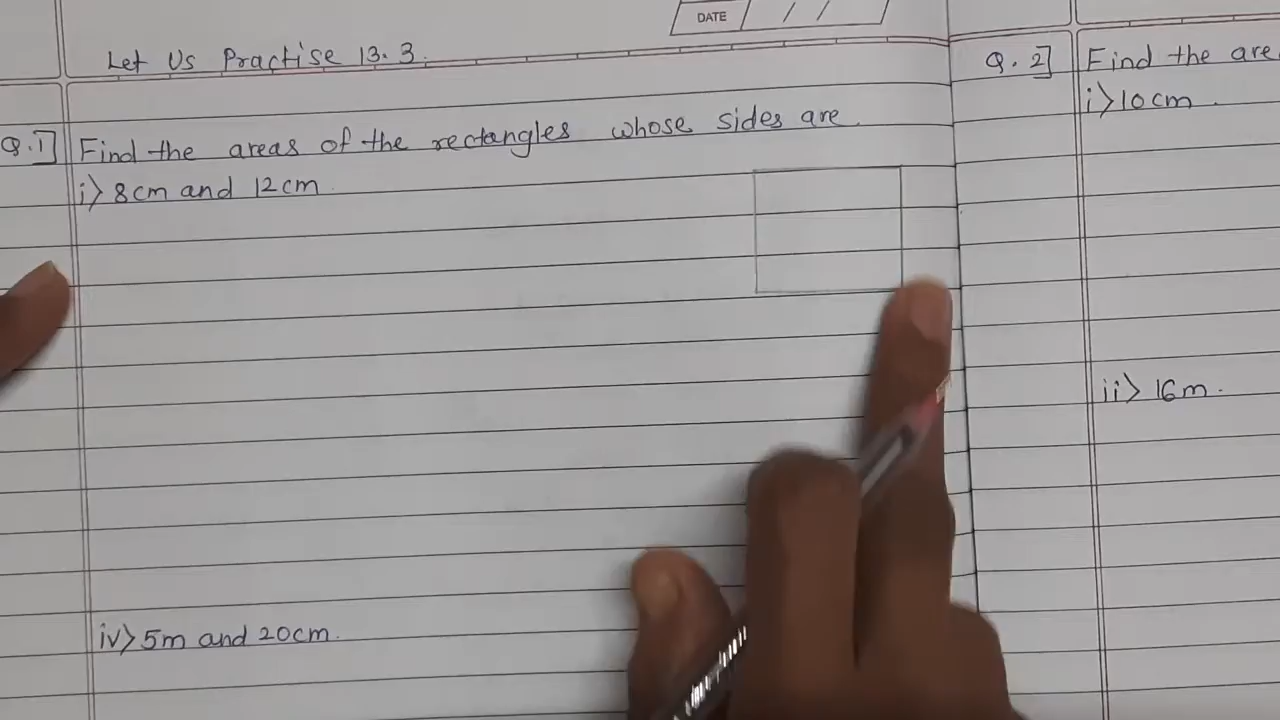 DATE / /
Let Us Practise 13.3.
Q.1] Find the areas of the rectangles whose sides are
i) 8cm and 12cm.
iv) 5m and 20cm.
Q.2] Find the are
i) 10cm.
ii) 16m.